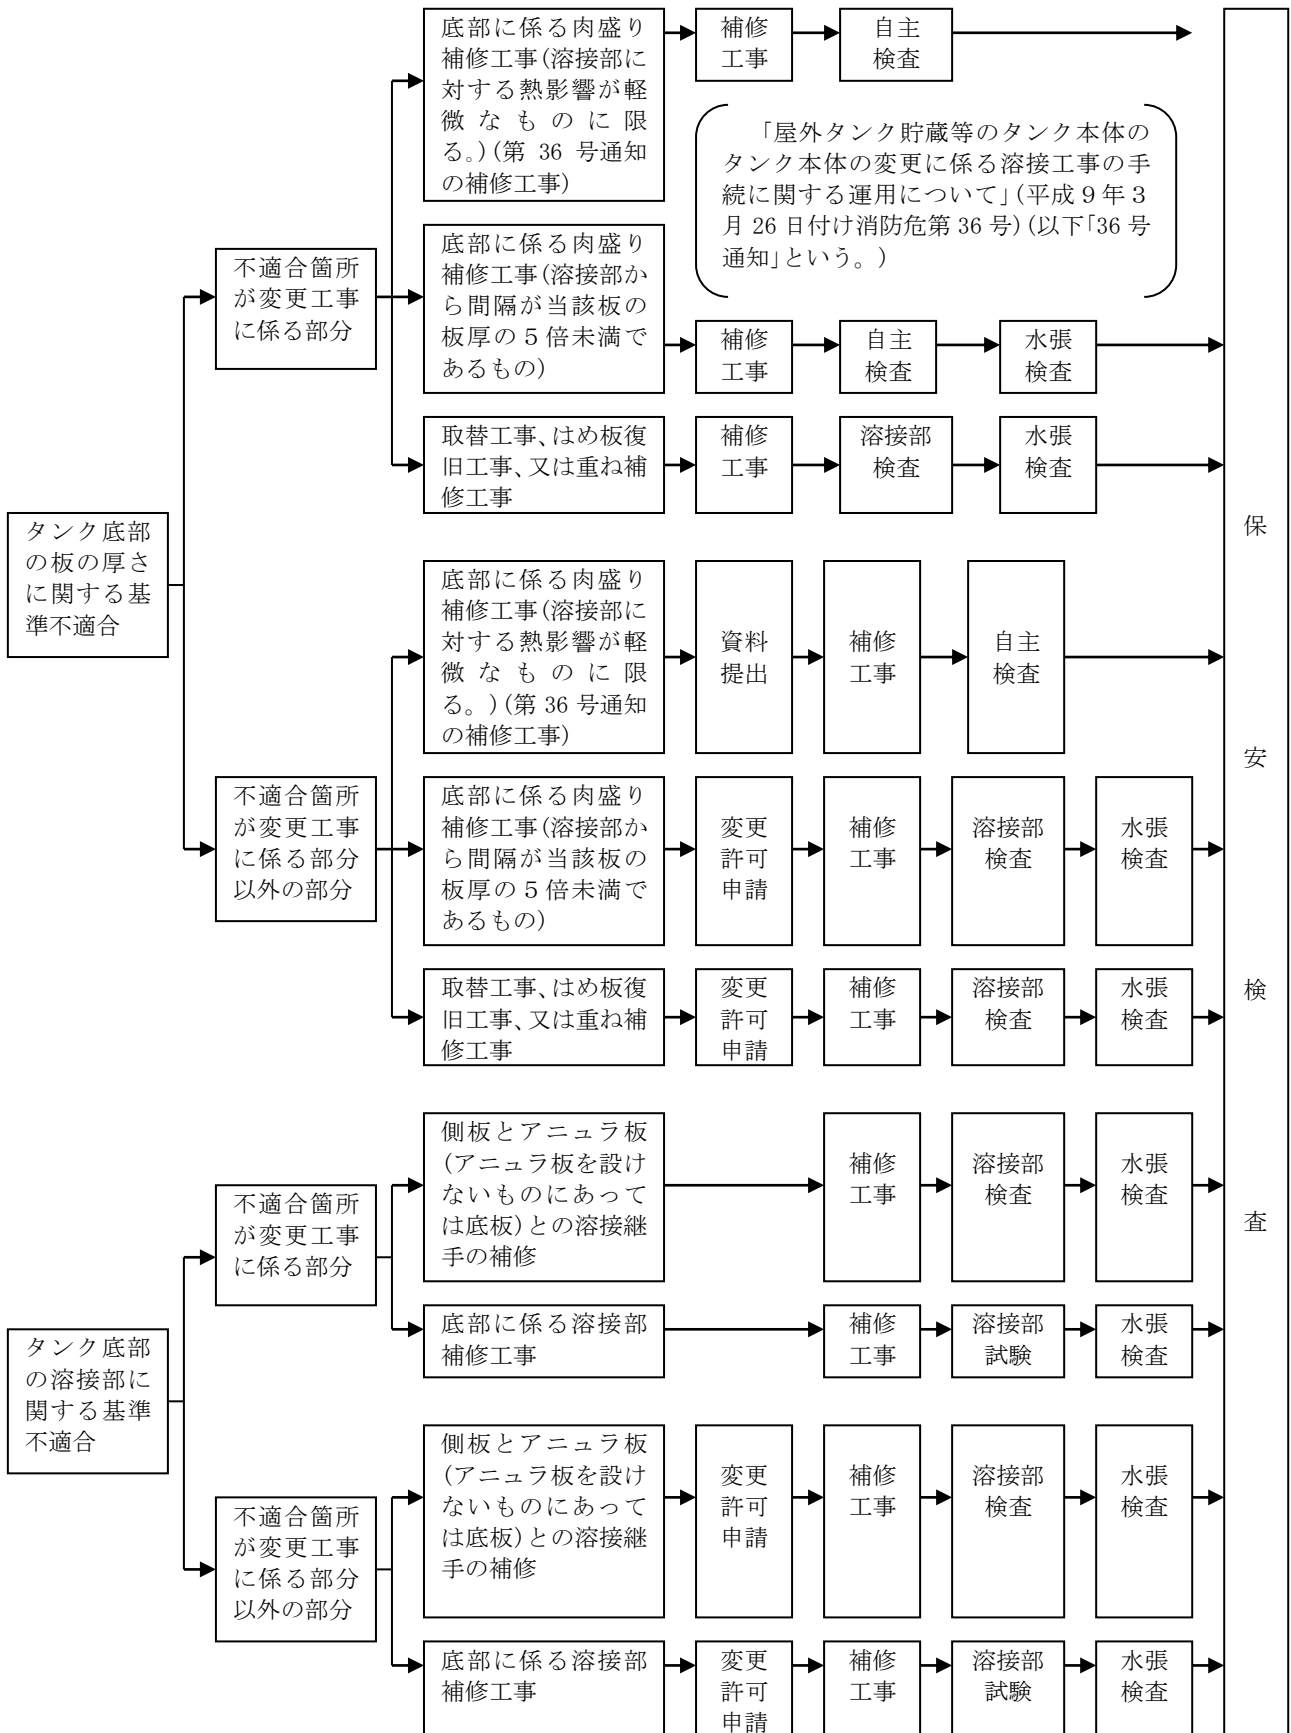 底部に係る肉盛り
補修工事(溶接部に
対する熱影響が軽
微なものに限
る。)(第 36 号通知
の補修工事)
補修
工事
自主
検査
「屋外タンク貯蔵等のタンク本体の
タンク本体の変更に係る溶接工事の手
続に関する運用について」(平成9年3
月 26 日付け消防危第 36 号)(以下「36 号
通知」という。)
不適合箇所
が変更工事
に係る部分
底部に係る肉盛り
補修工事(溶接部か
ら間隔が当該板の
板厚の5倍未満で
あるもの)
補修
工事
自主
検査
水張
検査
取替工事、はめ板復
旧工事、又は重ね補
修工事
補修
工事
溶接部
検査
水張
検査
タンク底部
の板の厚さ
に関する基
準不適合
底部に係る肉盛り
補修工事(溶接部に
対する熱影響が軽
微なものに限
る。)(第 36 号通知
の補修工事)
資料
提出
補修
工事
自主
検査
不適合箇所
が変更工事
に係る部分
以外の部分
底部に係る肉盛り
補修工事(溶接部か
ら間隔が当該板の
板厚の5倍未満で
あるもの)
変更
許可
申請
補修
工事
溶接部
検査
水張
検査
取替工事、はめ板復
旧工事、又は重ね補
修工事
変更
許可
申請
補修
工事
溶接部
検査
水張
検査
側板とアニュラ板
(アニュラ板を設け
ないものにあって
は底板)との溶接継
手の補修
補修
工事
溶接部
検査
水張
検査
不適合箇所
が変更工事
に係る部分
底部に係る溶接部
補修工事
補修
工事
溶接部
試験
水張
検査
タンク底部
の溶接部に
関する基準
不適合
側板とアニュラ板
(アニュラ板を設け
ないものにあって
は底板)との溶接継
手の補修
変更
許可
申請
補修
工事
溶接部
検査
水張
検査
不適合箇所
が変更工事
に係る部分
以外の部分
底部に係る溶接部
補修工事
変更
許可
申請
補修
工事
溶接部
試験
水張
検査
保
安
検
査